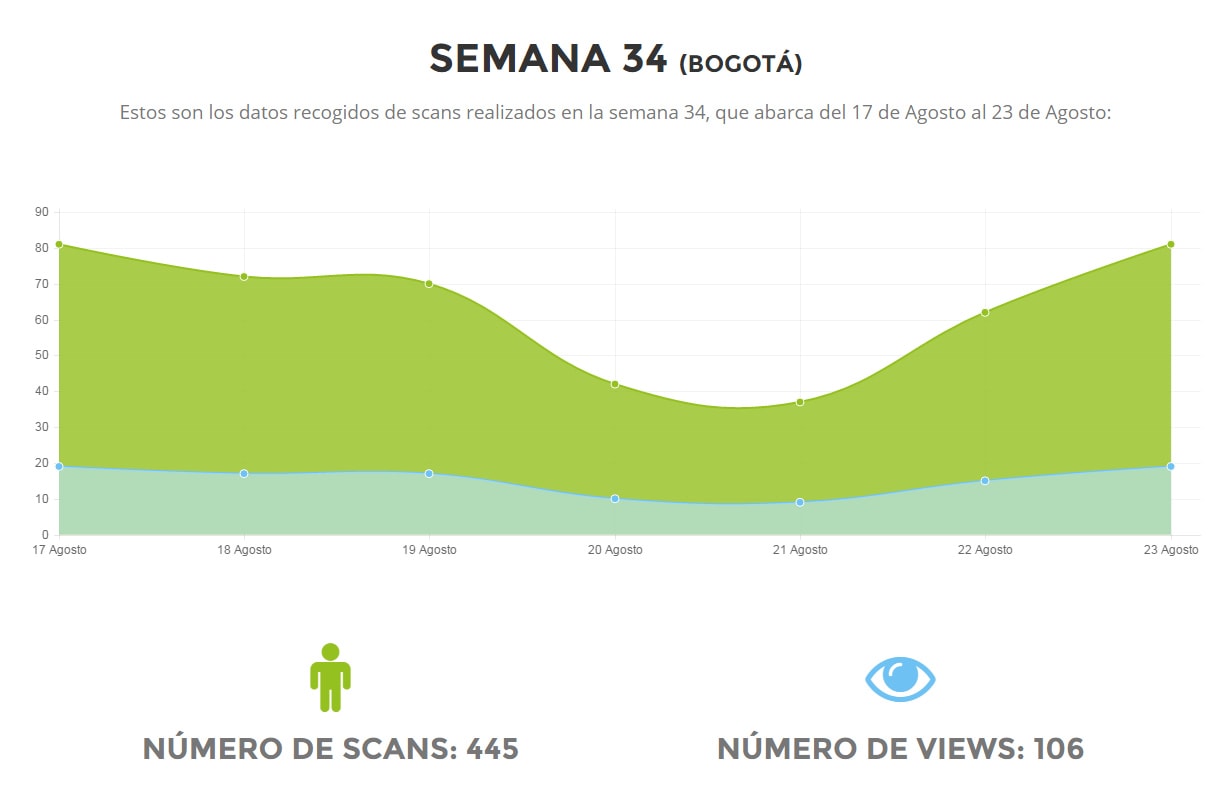 SEMANA 34 (BOGOTÁ)
Estos son los datos recogidos de scans realizados en la semana 34, que abarca del 17 de Agosto al 23 de Agosto:
90
80
70
60
50
40
30
20
10
0
17 Agosto 18 Agosto 19 Agosto 20 Agosto 21 Agosto 22 Agosto 23 Agosto
NÚMERO DE SCANS: 445 NÚMERO DE VIEWS: 106